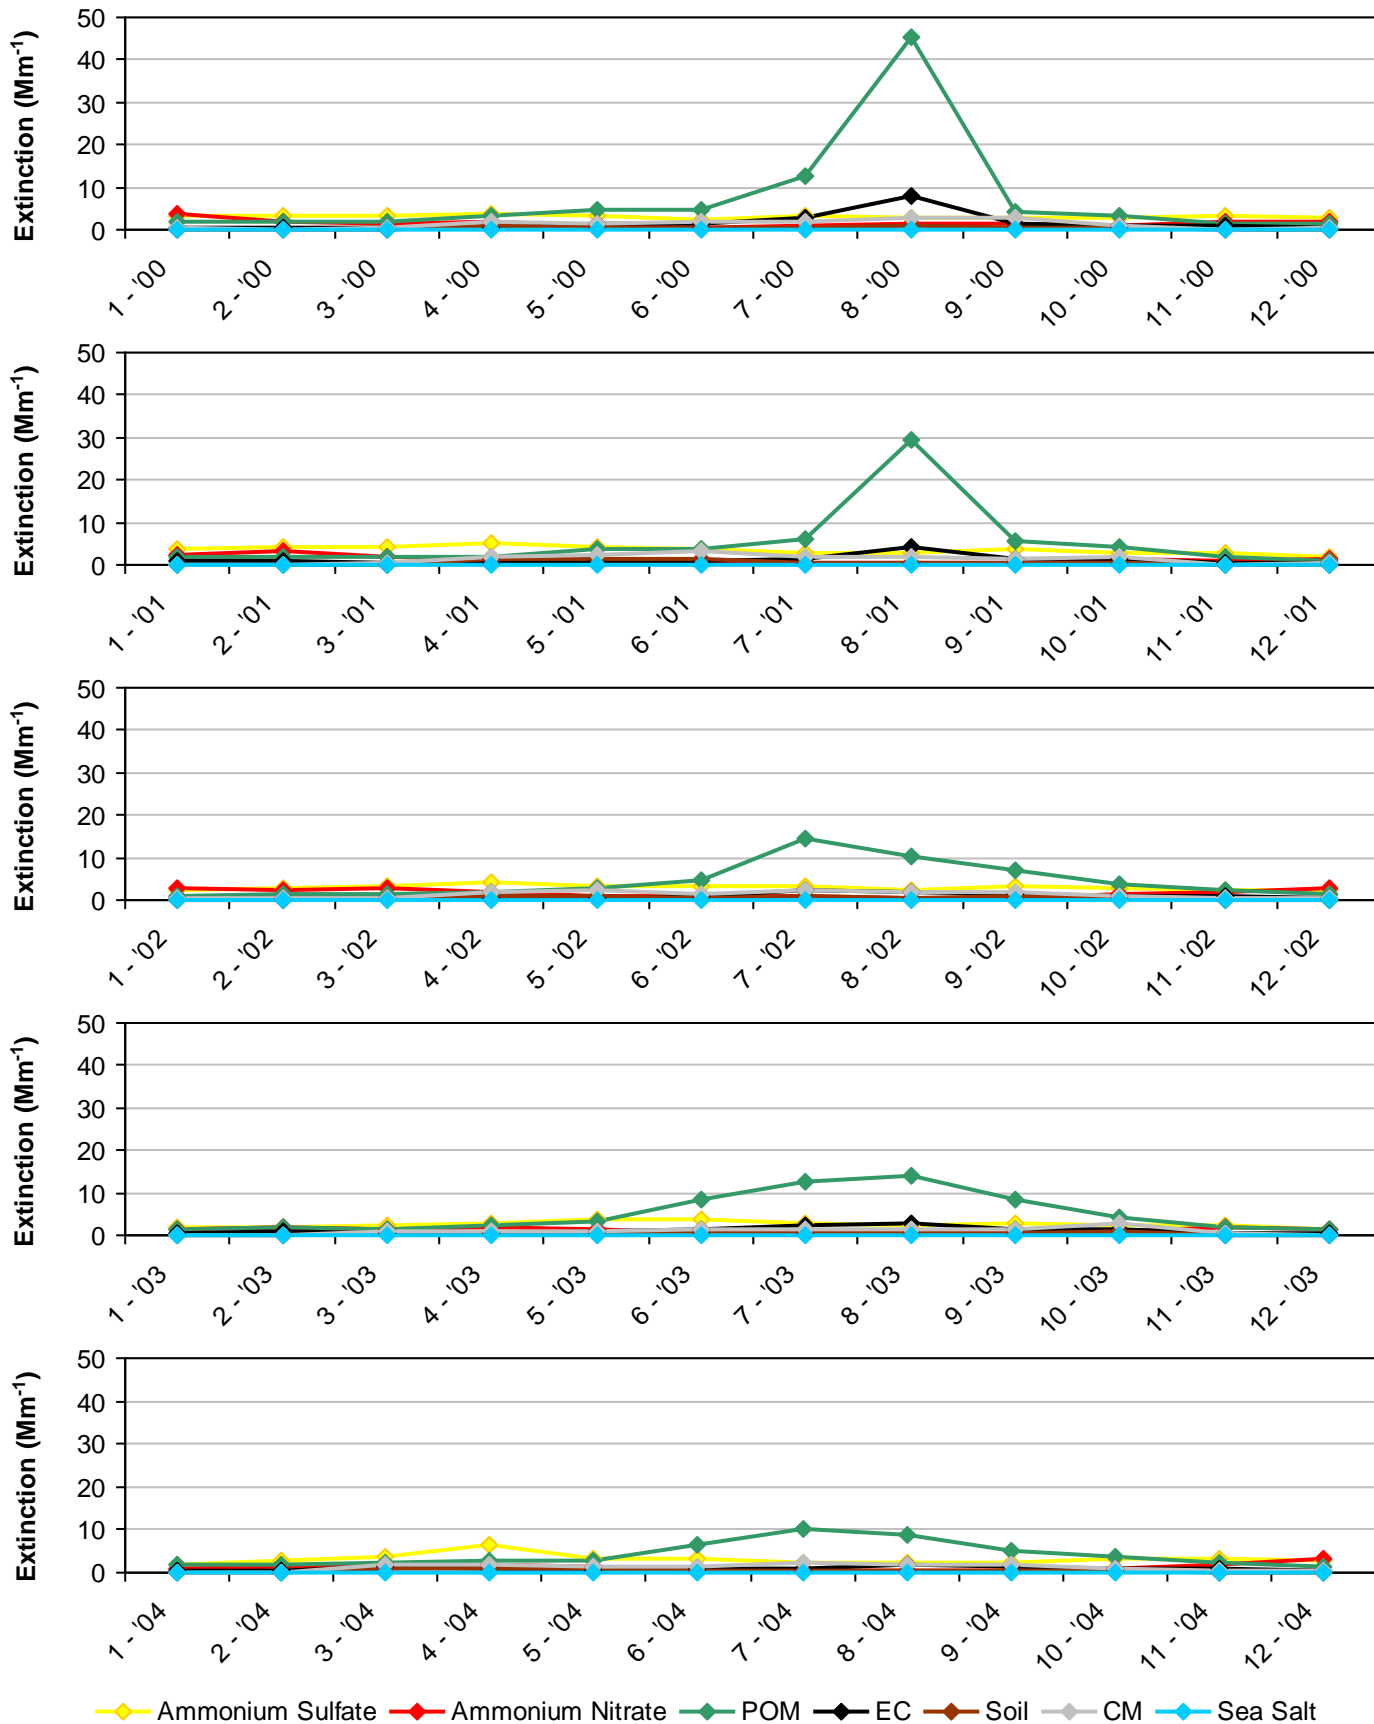 Extinction (Mm-1)
50
40
30
20
10
0
1 - '00 2 - '00 3 - '00 4 - '00 5 - '00 6 - '00 7 - '00 8 - '00 9 - '00 10 - '00 11 - '00 12 - '00
Extinction (Mm-1)
50
40
30
20
10
0
1 - '01 2 - '01 3 - '01 4 - '01 5 - '01 6 - '01 7 - '01 8 - '01 9 - '01 10 - '01 11 - '01 12 - '01
Extinction (Mm-1)
50
40
30
20
10
0
1 - '02 2 - '02 3 - '02 4 - '02 5 - '02 6 - '02 7 - '02 8 - '02 9 - '02 10 - '02 11 - '02 12 - '02
Extinction (Mm-1)
50
40
30
20
10
0
1 - '03 2 - '03 3 - '03 4 - '03 5 - '03 6 - '03 7 - '03 8 - '03 9 - '03 10 - '03 11 - '03 12 - '03
Extinction (Mm-1)
50
40
30
20
10
0
1 - '04 2 - '04 3 - '04 4 - '04 5 - '04 6 - '04 7 - '04 8 - '04 9 - '04 10 - '04 11 - '04 12 - '04
Ammonium Sulfate Ammonium Nitrate POM EC Soil CM Sea Salt